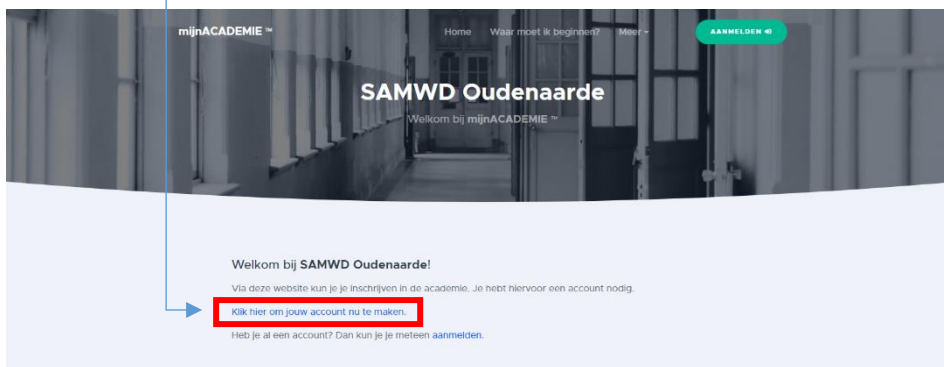 mijnACADEMIE ™
Home Waar moet ik beginnen? Meer
AANMELDEN
SAMWD Oudenaarde
Welkom bij mijnACADEMIE ™
Welkom bij SAMWD Oudenaarde!
Via deze website kun je je inschrijven in de academie. Je hebt hiervoor een account nodig.
Klik hier om jouw account nu te maken.
Heb je al een account? Dan kun je je meteen aanmelden.